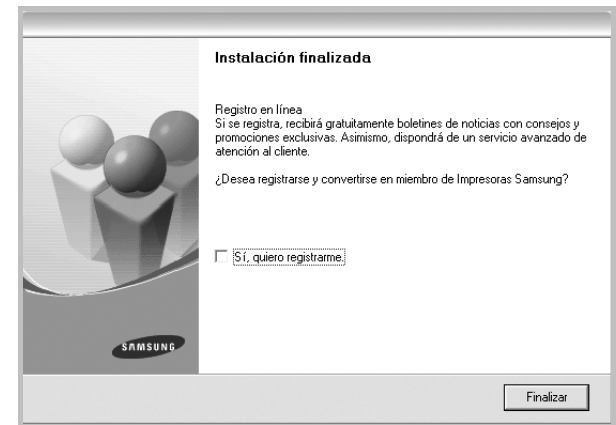 Instalación finalizada
Registro en línea
Si se registra, recibirá gratuitamente boletines de noticias con consejos y
promociones exclusivas. Asimismo, dispondrá de un servicio avanzado de
atención al cliente.
¿Desea registrarse y convertirse en miembro de Impresoras Samsung?
Sí, quiero registrarme.
SAMSUNG
Finalizar